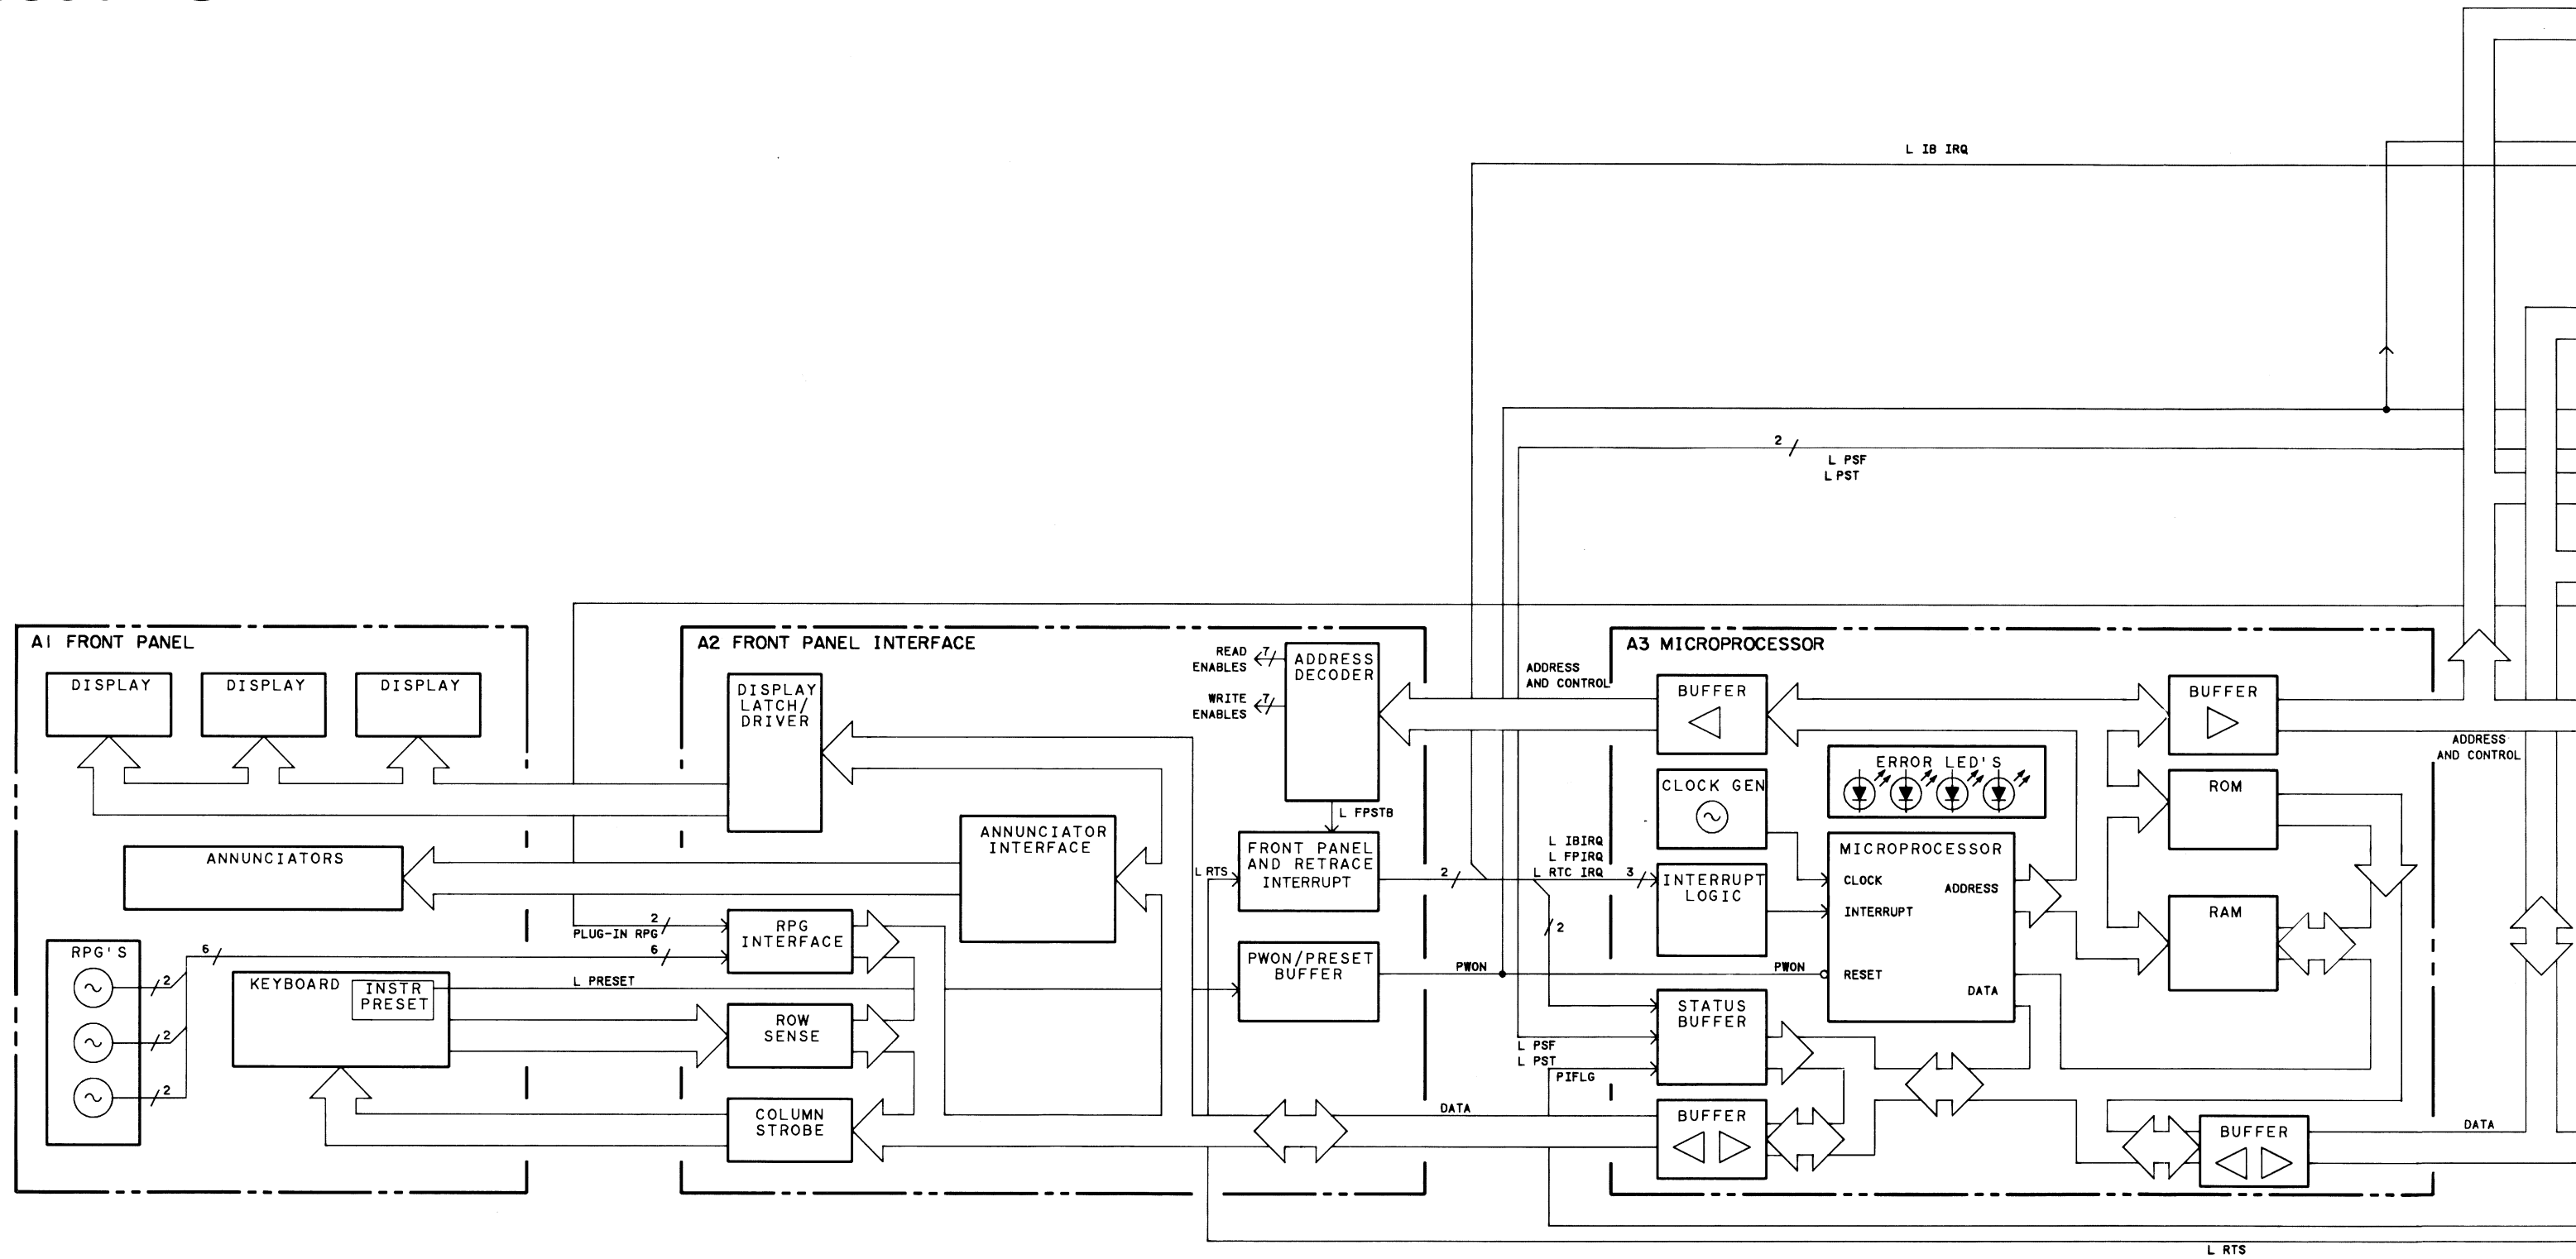 L IB IRQ
2
L PSF
L PST
A1 FRONT PANEL
DISPLAY
DISPLAY
DISPLAY
ANNUNCIATORS
RPG'S
2
2
2
6
KEYBOARD
INSTR
PRESET
A2 FRONT PANEL INTERFACE
DISPLAY
LATCH/
DRIVER
READ
ENABLES
7
WRITE
ENABLES
7
ADDRESS
DECODER
L FPSTB
ANNUNCIATOR
INTERFACE
L RTS
FRONT PANEL
AND RETRACE
INTERRUPT
2
PLUG-IN RPG
2
6
RPG
INTERFACE
L PRESET
PWON/PRESET
BUFFER
PWON
ROW
SENSE
COLUMN
STROBE
DATA
A3 MICROPROCESSOR
ADDRESS
AND CONTROL
BUFFER
BUFFER
ADDRESS
AND CONTROL
CLOCK GEN
ERROR LED'S
ROM
L IBIRQ
L FPIRQ
L RTC IRQ
3
INTERRUPT
LOGIC
MICROPROCESSOR
CLOCK
ADDRESS
INTERRUPT
RAM
2
PWON
RESET
DATA
STATUS
BUFFER
L PSF
L PST
PIFLG
BUFFER
BUFFER
DATA
L RTS